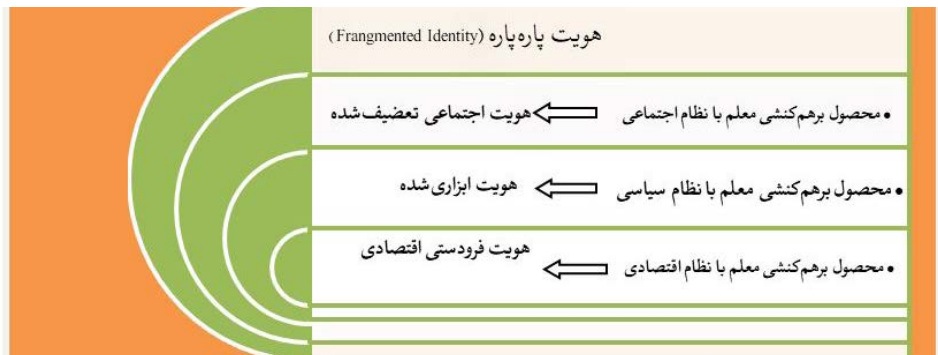 هویت پاره‌پاره (Frangmented Identity)
• محصول برهم‌کنشی معلم با نظام اجتماعی هویت اجتماعی تعضیف‌شده
• محصول برهم‌کنشی معلم با نظام سیاسی هویت ابزاری‌شده
هویت فرودستی اقتصادی
• محصول برهم‌کنشی معلم با نظام اقتصادی